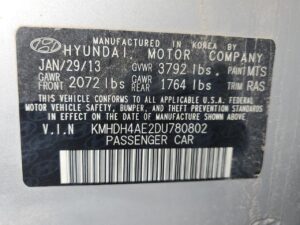 MANUFACTURED IN KOREA BY
HYUNDAI MOTOR COMPANY
JAN/29/13 GVWR 3792 lbs. PAINT MTS
GAWR FRONT 2072 lbs GAWR REAR 1764 lbs. TRIM RAS
THIS VEHICLE CONFORMS TO ALL APPLICABLE U.S. FEDERAL
MOTOR VEHICLE SAFETY, BUMPER, AND THEFT PREVENTION STANDARDS
IN EFFECT ON THE DATE OF MANUFACTURE SHOWN ABOVE.
V.I.N KMHDH4AE2DU780802
PASSENGER CAR